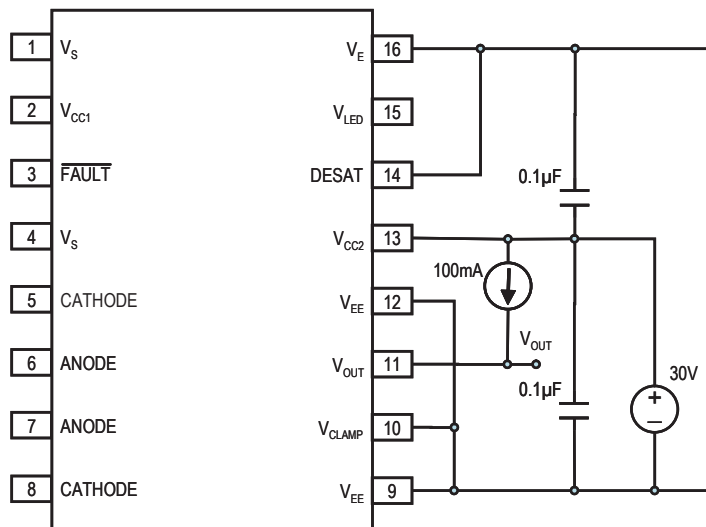 1 VS
VE 16
2 VCC1
VLED 15
3 FAULT
DESAT 14
0.1µF
4 VS
VCC2 13
100mA
5 CATHODE
VEE 12
VOUT
6 ANODE
VOUT 11
30V
0.1µF
+
7 ANODE
VCLAMP 10
–
8 CATHODE
VEE 9